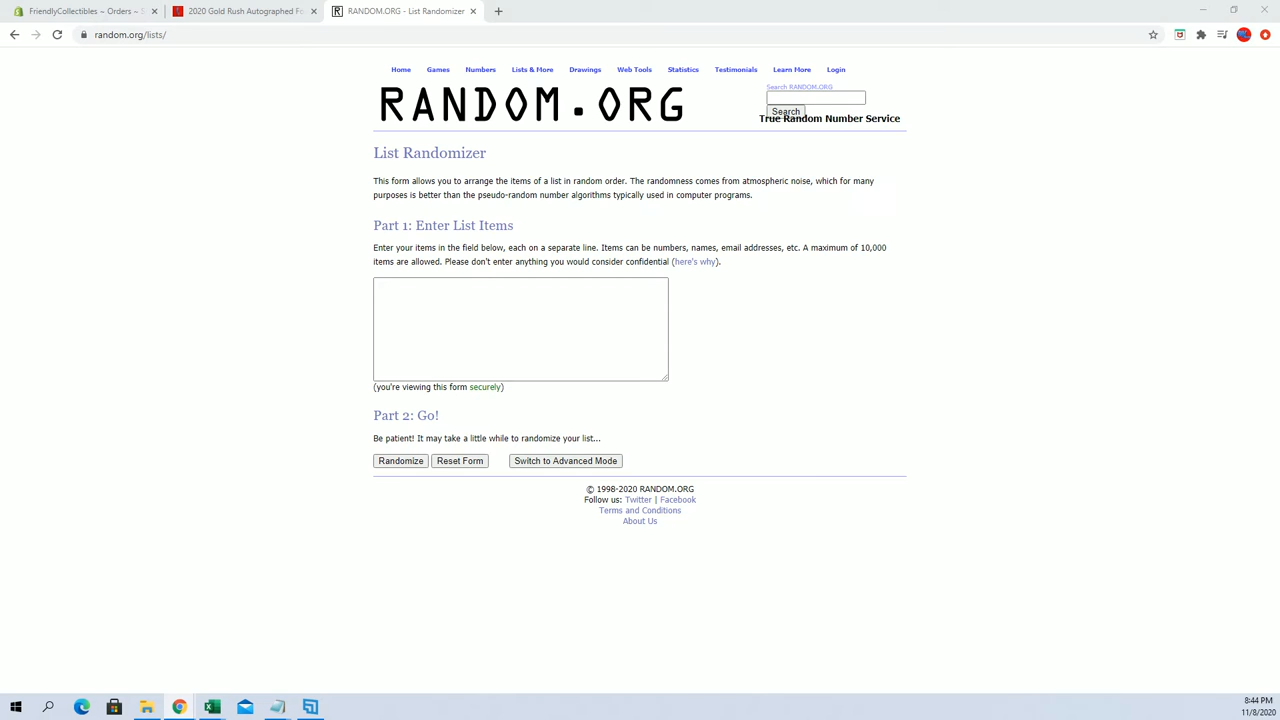 FriendlyCollectibles ~ Orders ~ S
2020 Gold Rush Autographed Fo
RANDOM.ORG - List Randomizer
random.org/lists/
Home Games Numbers Lists & More Drawings Web Tools Statistics Testimonials Learn More Login
RANDOM.ORG
Search RANDOM.ORG
Search
True Random Number Service
List Randomizer
This form allows you to arrange the items of a list in random order. The randomness comes from atmospheric noise, which for many
purposes is better than the pseudo-random number algorithms typically used in computer programs.
Part 1: Enter List Items
Enter your items in the field below, each on a separate line. Items can be numbers, names, email addresses, etc. A maximum of 10,000
items are allowed. Please don't enter anything you would consider confidential (here's why).
(you're viewing this form securely)
Part 2: Go!
Be patient! It may take a little while to randomize your list...
Randomize Reset Form Switch to Advanced Mode
© 1998-2020 RANDOM.ORG
Follow us: Twitter | Facebook
Terms and Conditions
About Us
8:44 PM
11/8/2020